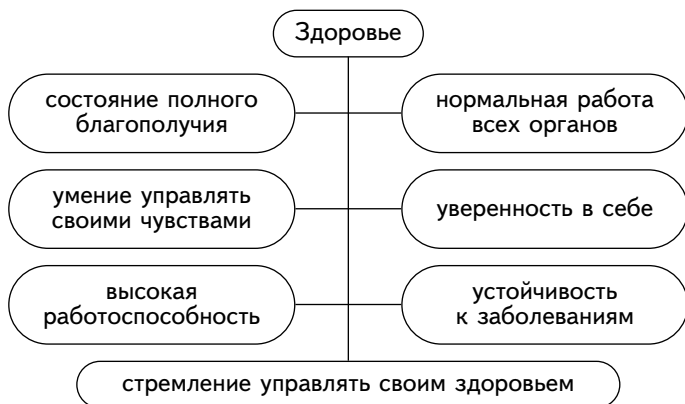 Здоровье
состояние полного
благополучия
нормальная работа
всех органов
умение управлять
своими чувствами
уверенность в себе
высокая
работоспособность
устойчивость
к заболеваниям
стремление управлять своим здоровьем